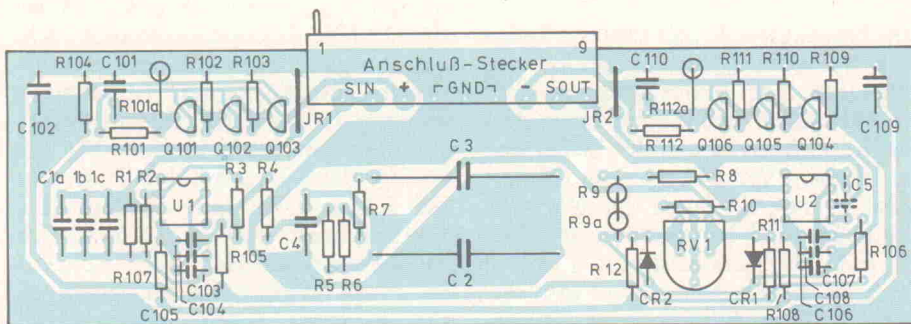 1 9
Anschluß-Stecker
SIN + ┌GND┐ - SOUT
R104 C101 R102 R103
R101a
C102
R101 Q101 Q102 Q103
JR1
C110 R111 R110 R109
R112a
JR2
R112 Q106 Q105 Q104
C109
C1a 1b 1c R1 R2
U1
R3 R4
C3
R7
C4
R5 R6
C2
R107
C103
C104
C105
R105
R9
R8
R10
R9a
RV1
R12
CR2
CR1
R11
R108
U2
C5
C107
C108
C106
R106